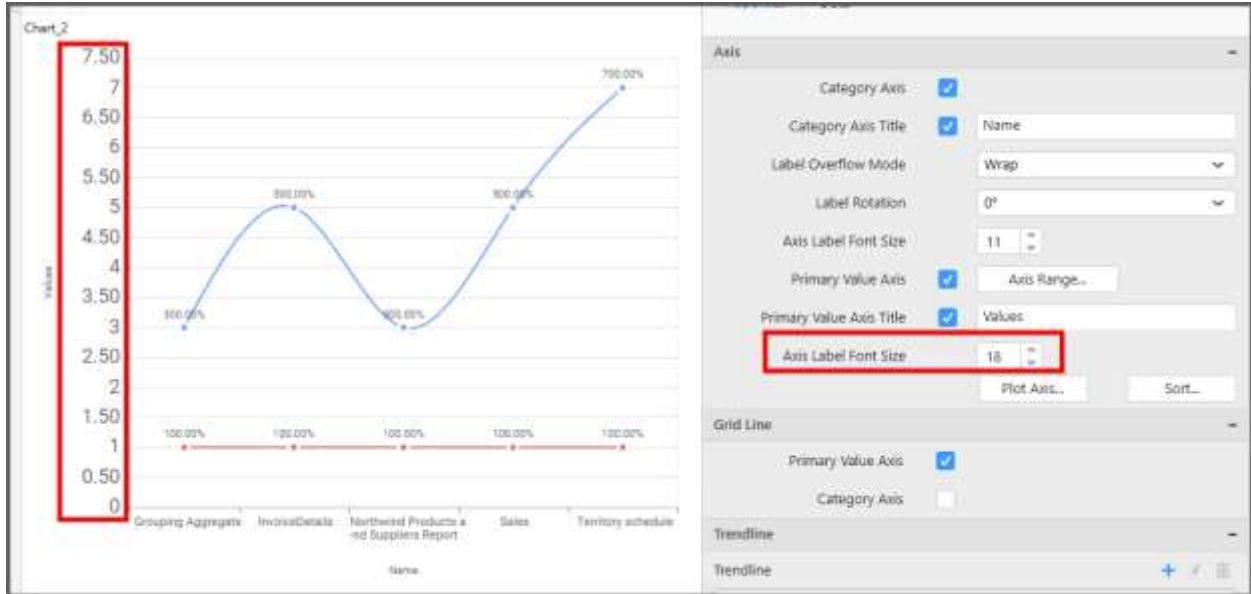 Chart_2
7.50
7
6.50
6
5.50
5
4.50
4
3.50
3
2.50
2
1.50
1
0.50
0
Values
700.00%
500.00%
500.00%
300.00%
300.00%
100.00%
100.00%
100.00%
100.00%
100.00%
Grouping Aggregate
InvoiceDetails
Northwind Products a
-nd Suppliers Report
Sales
Territory schedule
Name
Axis
Category Axis
Category Axis Title
Name
Label Overflow Mode
Wrap
Label Rotation
0°
Axis Label Font Size
11
Primary Value Axis
Axis Range...
Primary Value Axis Title
Values
Axis Label Font Size
18
Plot Axis...
Sort...
Grid Line
Primary Value Axis
Category Axis
Trendline
Trendline